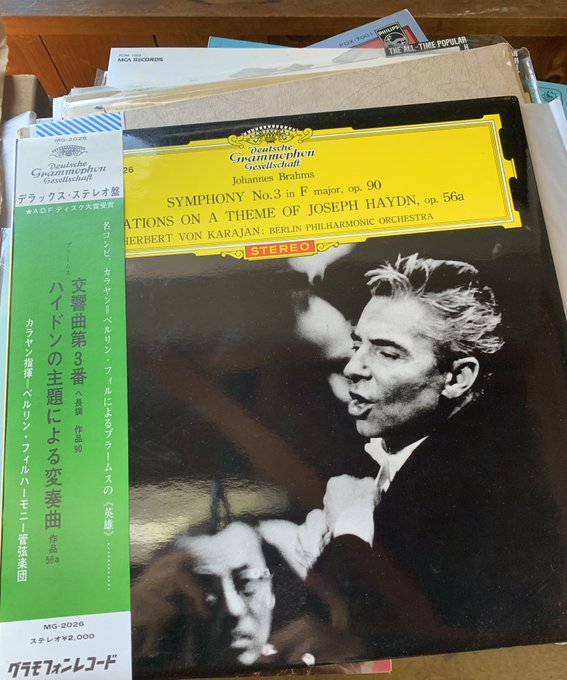 PHILIPS
FDX-7001
THE ALL-TIME POPULAR
MCA RECORDS
MG-2026
Deutsche
Grammophon
Gesellschaft
デラックス・ステレオ盤
★ADFディスク大賞受賞
名コンビ、カラヤン=ベルリン・フィルによるブラームスの《英雄》…………
ブラームス
交響曲第3番 ヘ長調 作品90
ハイドンの主題による変奏曲 作品56a
カラヤン指揮=ベルリン・フィルハーモニー管弦楽団
MG-2026
ステレオ¥2,000
グラモフォンレコード
26
Deutsche
Grammophon
Gesellschaft
Johannes Brahms
SYMPHONY No.3 in F major, op. 90
ATIONS ON A THEME OF JOSEPH HAYDN, op. 56a
HERBERT VON KARAJAN: BERLIN PHILHARMONIC ORCHESTRA
STEREO